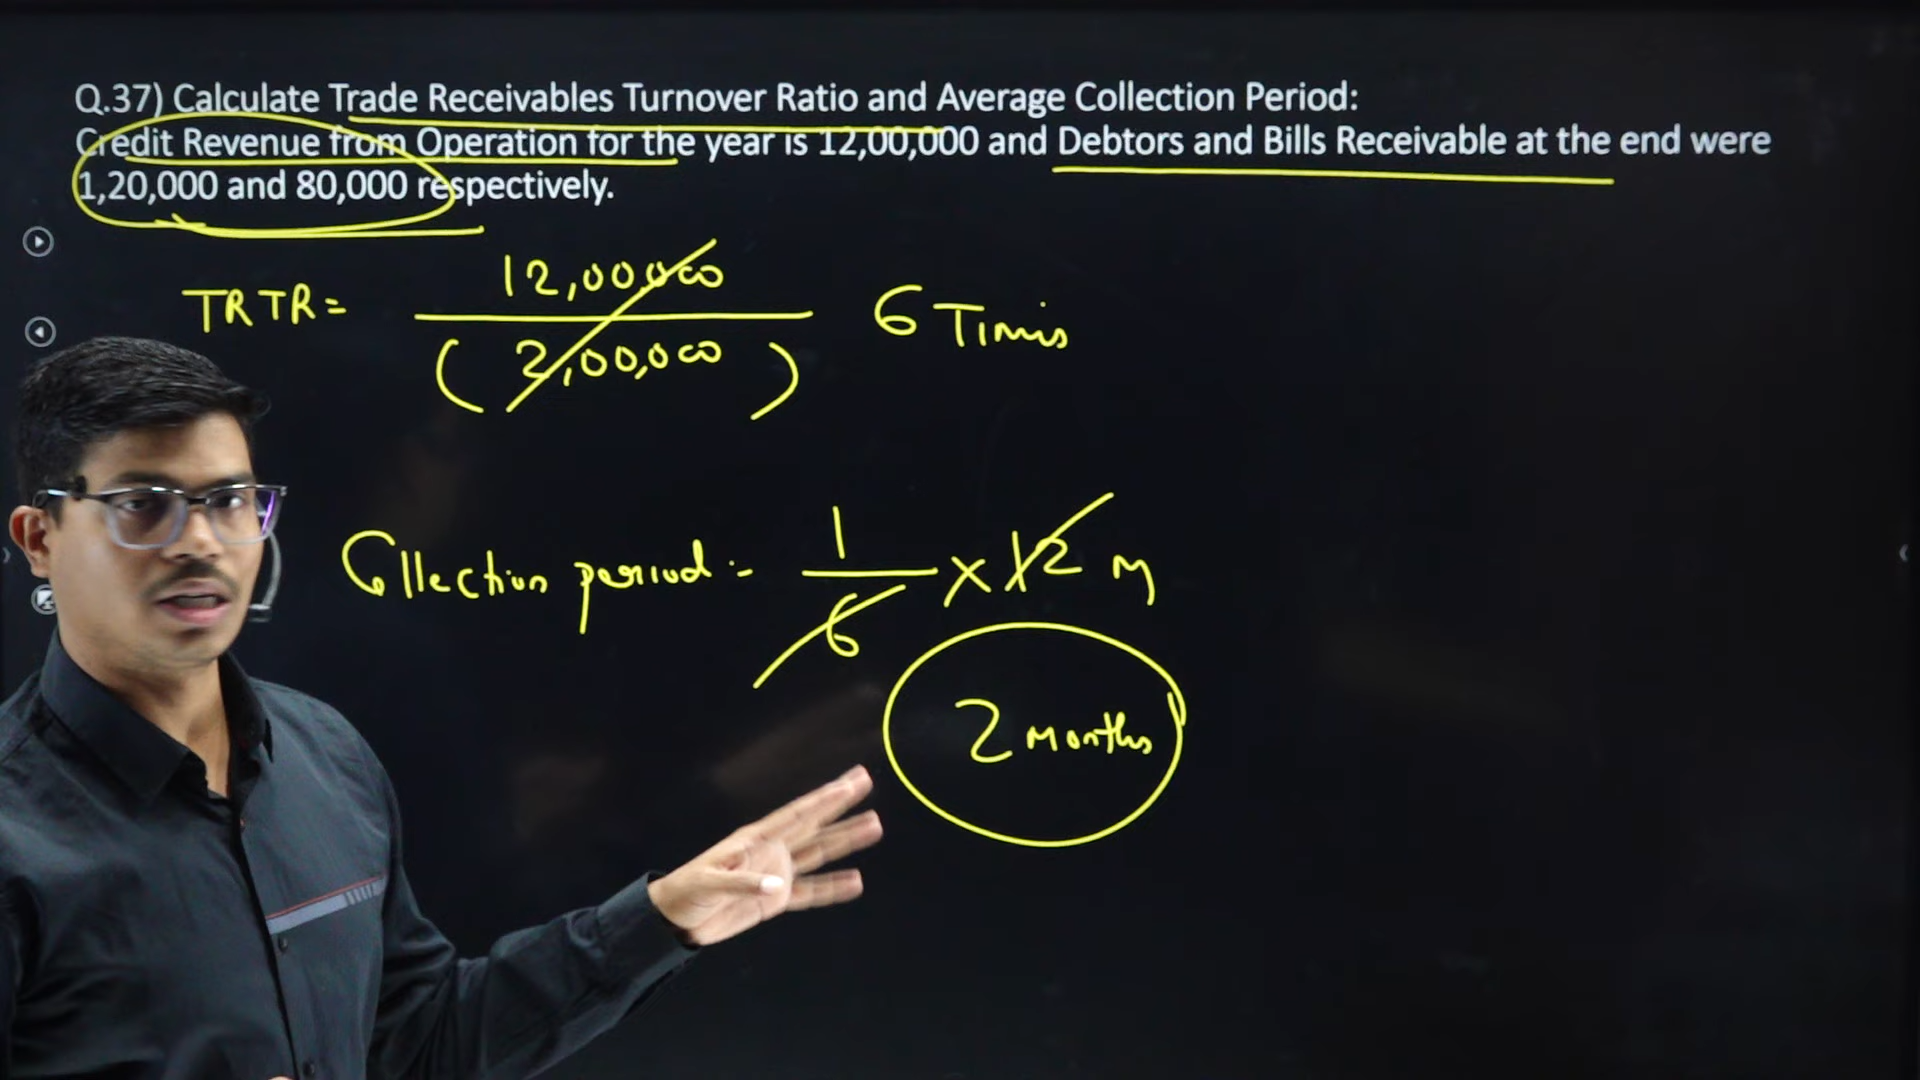 Q.37) Calculate Trade Receivables Turnover Ratio and Average Collection Period:
Credit Revenue from Operation for the year is 12,00,000 and Debtors and Bills Receivable at the end were
1,20,000 and 80,000 respectively.
TRTR = 12,00,000
( 2,00,000 )
6 Times
Collection period :- 1
6
x 12 M
2 Months